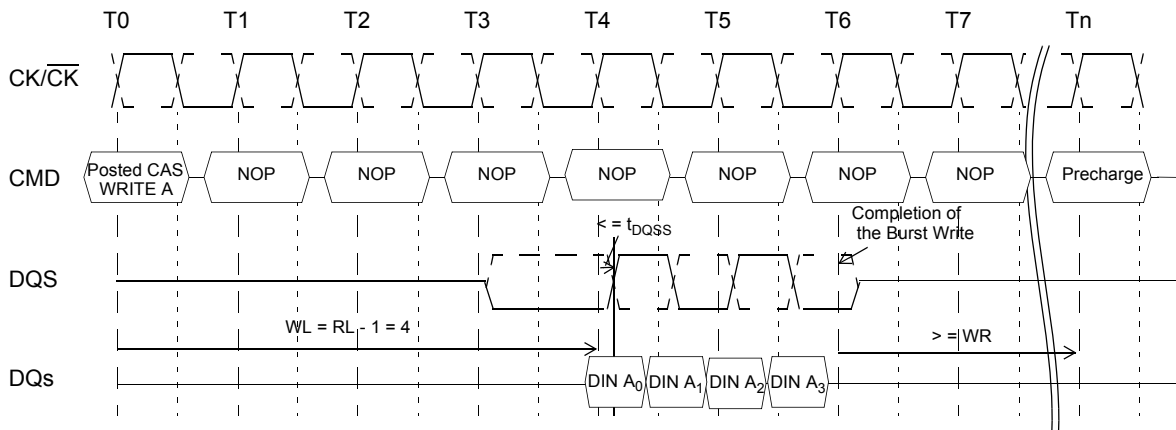 T0 T1 T2 T3 T4 T5 T6 T7 Tn
CK/CK
CMD
Posted CAS
WRITE A
NOP NOP NOP NOP NOP NOP NOP Precharge
< = tDQSS
Completion of
the Burst Write
DQS
WL = RL - 1 = 4
> = WR
DQs
DIN A0 DIN A1 DIN A2 DIN A3